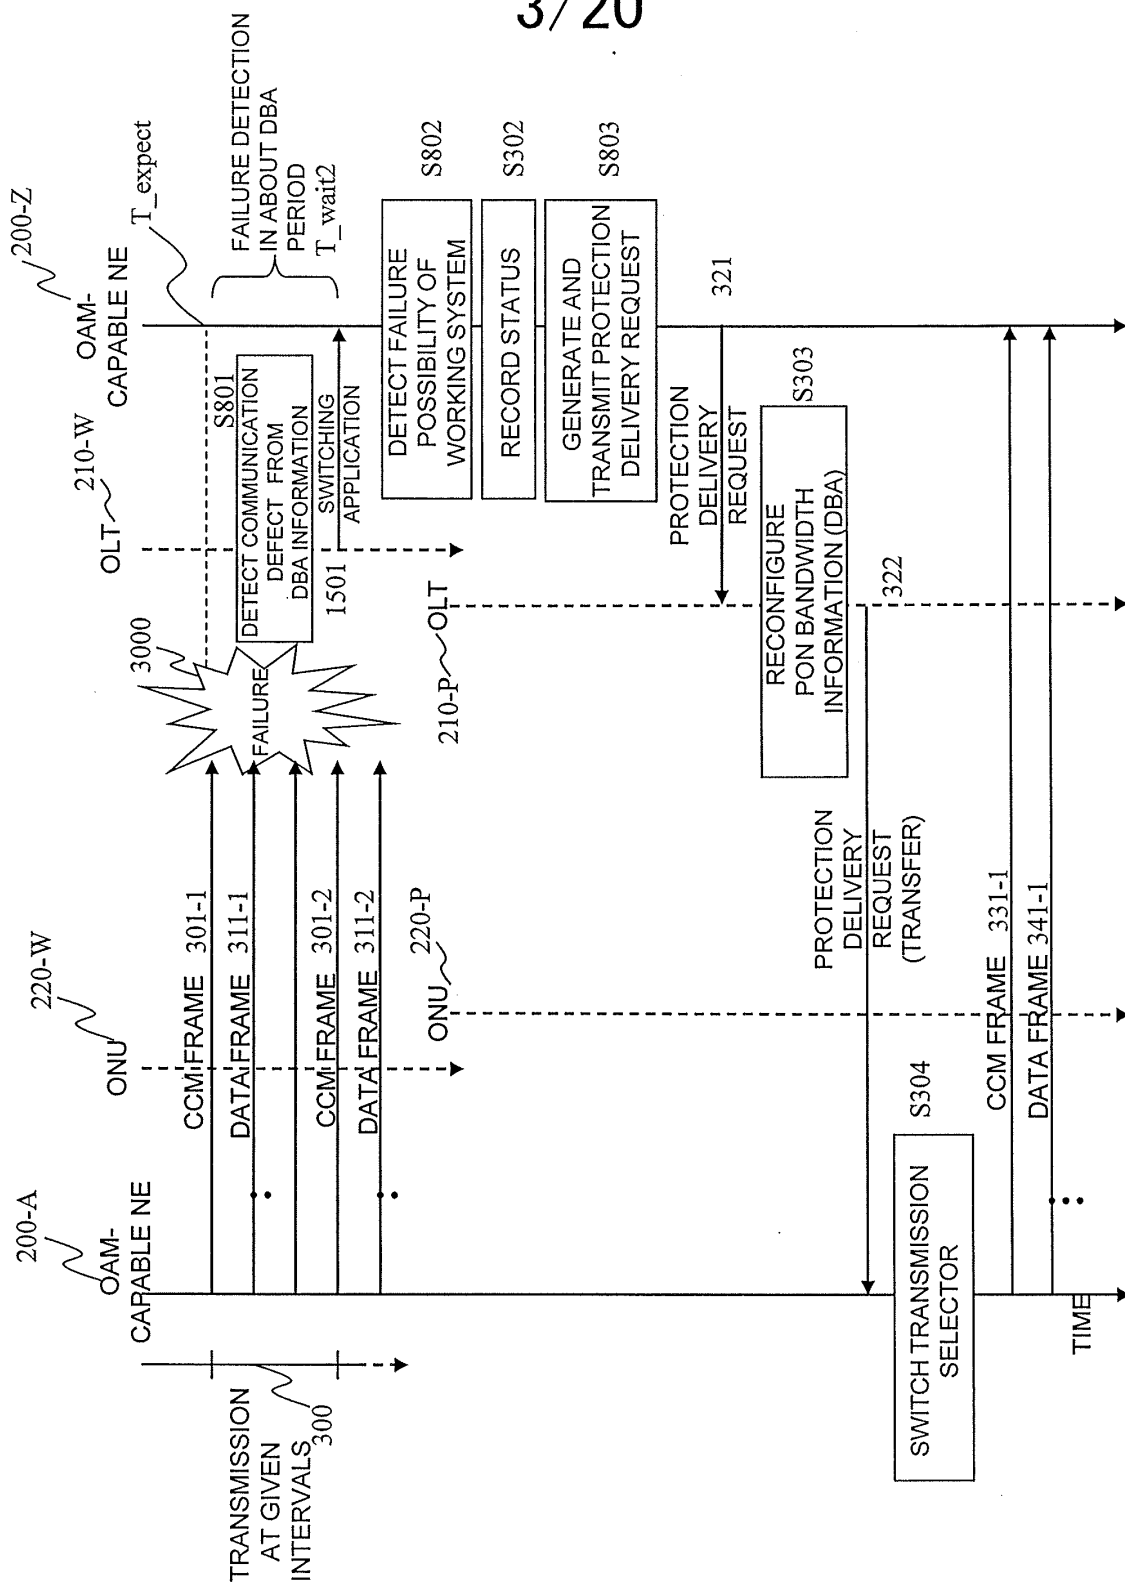 3/20
200-A
OAM-
CAPABLE NE
220-W
ONU
210-W
OLT
200-Z
OAM-
CAPABLE NE
T_expect
3000
FAILURE
TRANSMISSION
AT GIVEN
INTERVALS
300
CCM FRAME 301-1
DATA FRAME 311-1
CCM FRAME 301-2
DATA FRAME 311-2
S801
DETECT COMMUNICATION
DEFECT FROM
DBA INFORMATION
1501
SWITCHING
APPLICATION
FAILURE DETECTION
IN ABOUT DBA
PERIOD
T_wait2
220-P
ONU
210-P
OLT
DETECT FAILURE
POSSIBILITY OF
WORKING SYSTEM
S802
RECORD STATUS
S302
GENERATE AND
TRANSMIT PROTECTION
DELIVERY REQUEST
S803
PROTECTION
DELIVERY
REQUEST
321
RECONFIGURE
PON BANDWIDTH
INFORMATION (DBA)
S303
322
PROTECTION
DELIVERY
REQUEST
(TRANSFER)
SWITCH TRANSMISSION
SELECTOR
S304
CCM FRAME 331-1
DATA FRAME 341-1
TIME